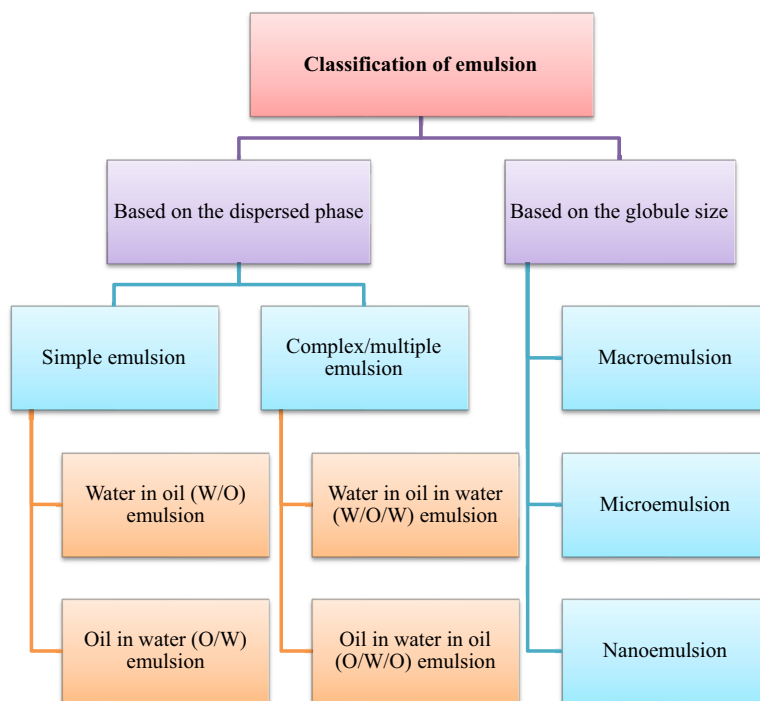 Classification of emulsion
Based on the dispersed phase
Based on the globule size
Simple emulsion
Complex/multiple
emulsion
Macroemulsion
Water in oil (W/O)
emulsion
Water in oil in water
(W/O/W) emulsion
Microemulsion
Oil in water (O/W)
emulsion
Oil in water in oil
(O/W/O) emulsion
Nanoemulsion